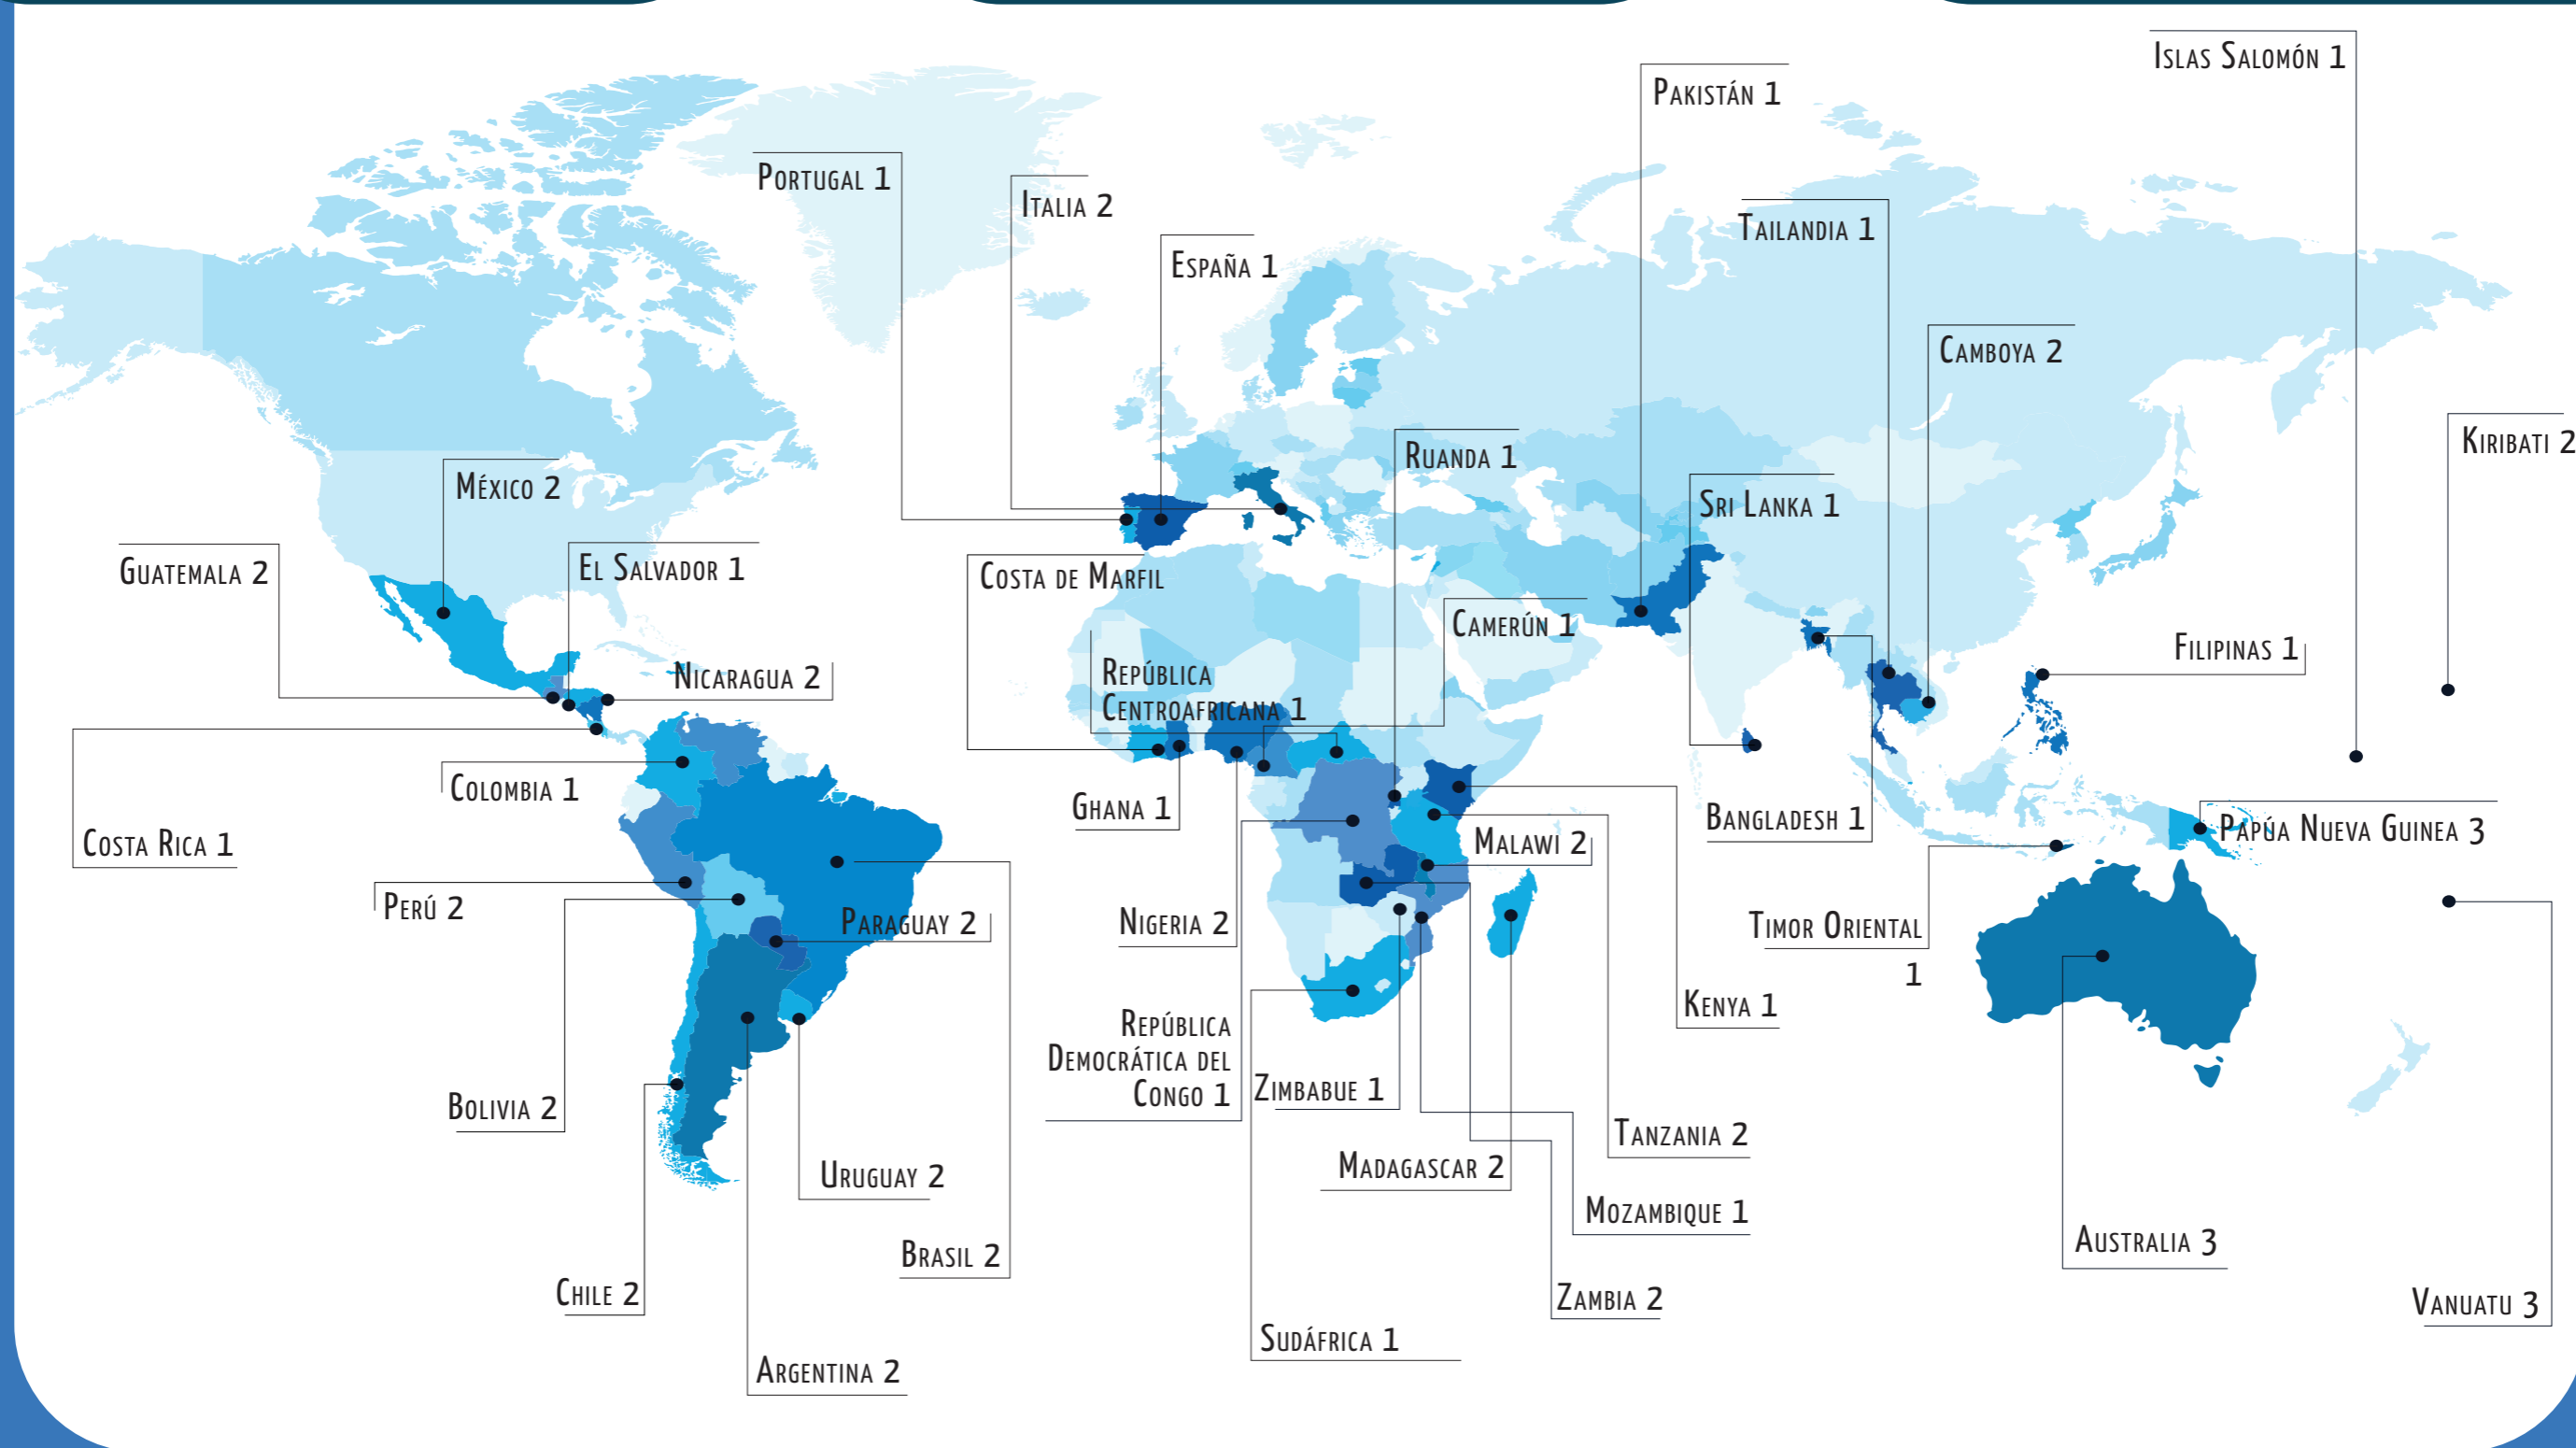 Islas Salomón 1
Pakistán 1
Portugal 1
Italia 2
Tailandia 1
España 1
Camboya 2
Kiribati 2
Ruanda 1
México 2
Sri Lanka 1
Guatemala 2
El Salvador 1
Costa de Marfil
Camerún 1
Filipinas 1
Nicaragua 2
República
Centroafricana 1
Colombia 1
Ghana 1
Bangladesh 1
Papúa Nueva Guinea 3
Costa Rica 1
Malawi 2
Perú 2
Paraguay 2
Nigeria 2
Timor Oriental
1
Kenya 1
República
Democrática del
Congo 1
Zimbabue 1
Bolivia 2
Tanzania 2
Madagascar 2
Uruguay 2
Mozambique 1
Australia 3
Brasil 2
Chile 2
Zambia 2
Vanuatu 3
Sudáfrica 1
Argentina 2